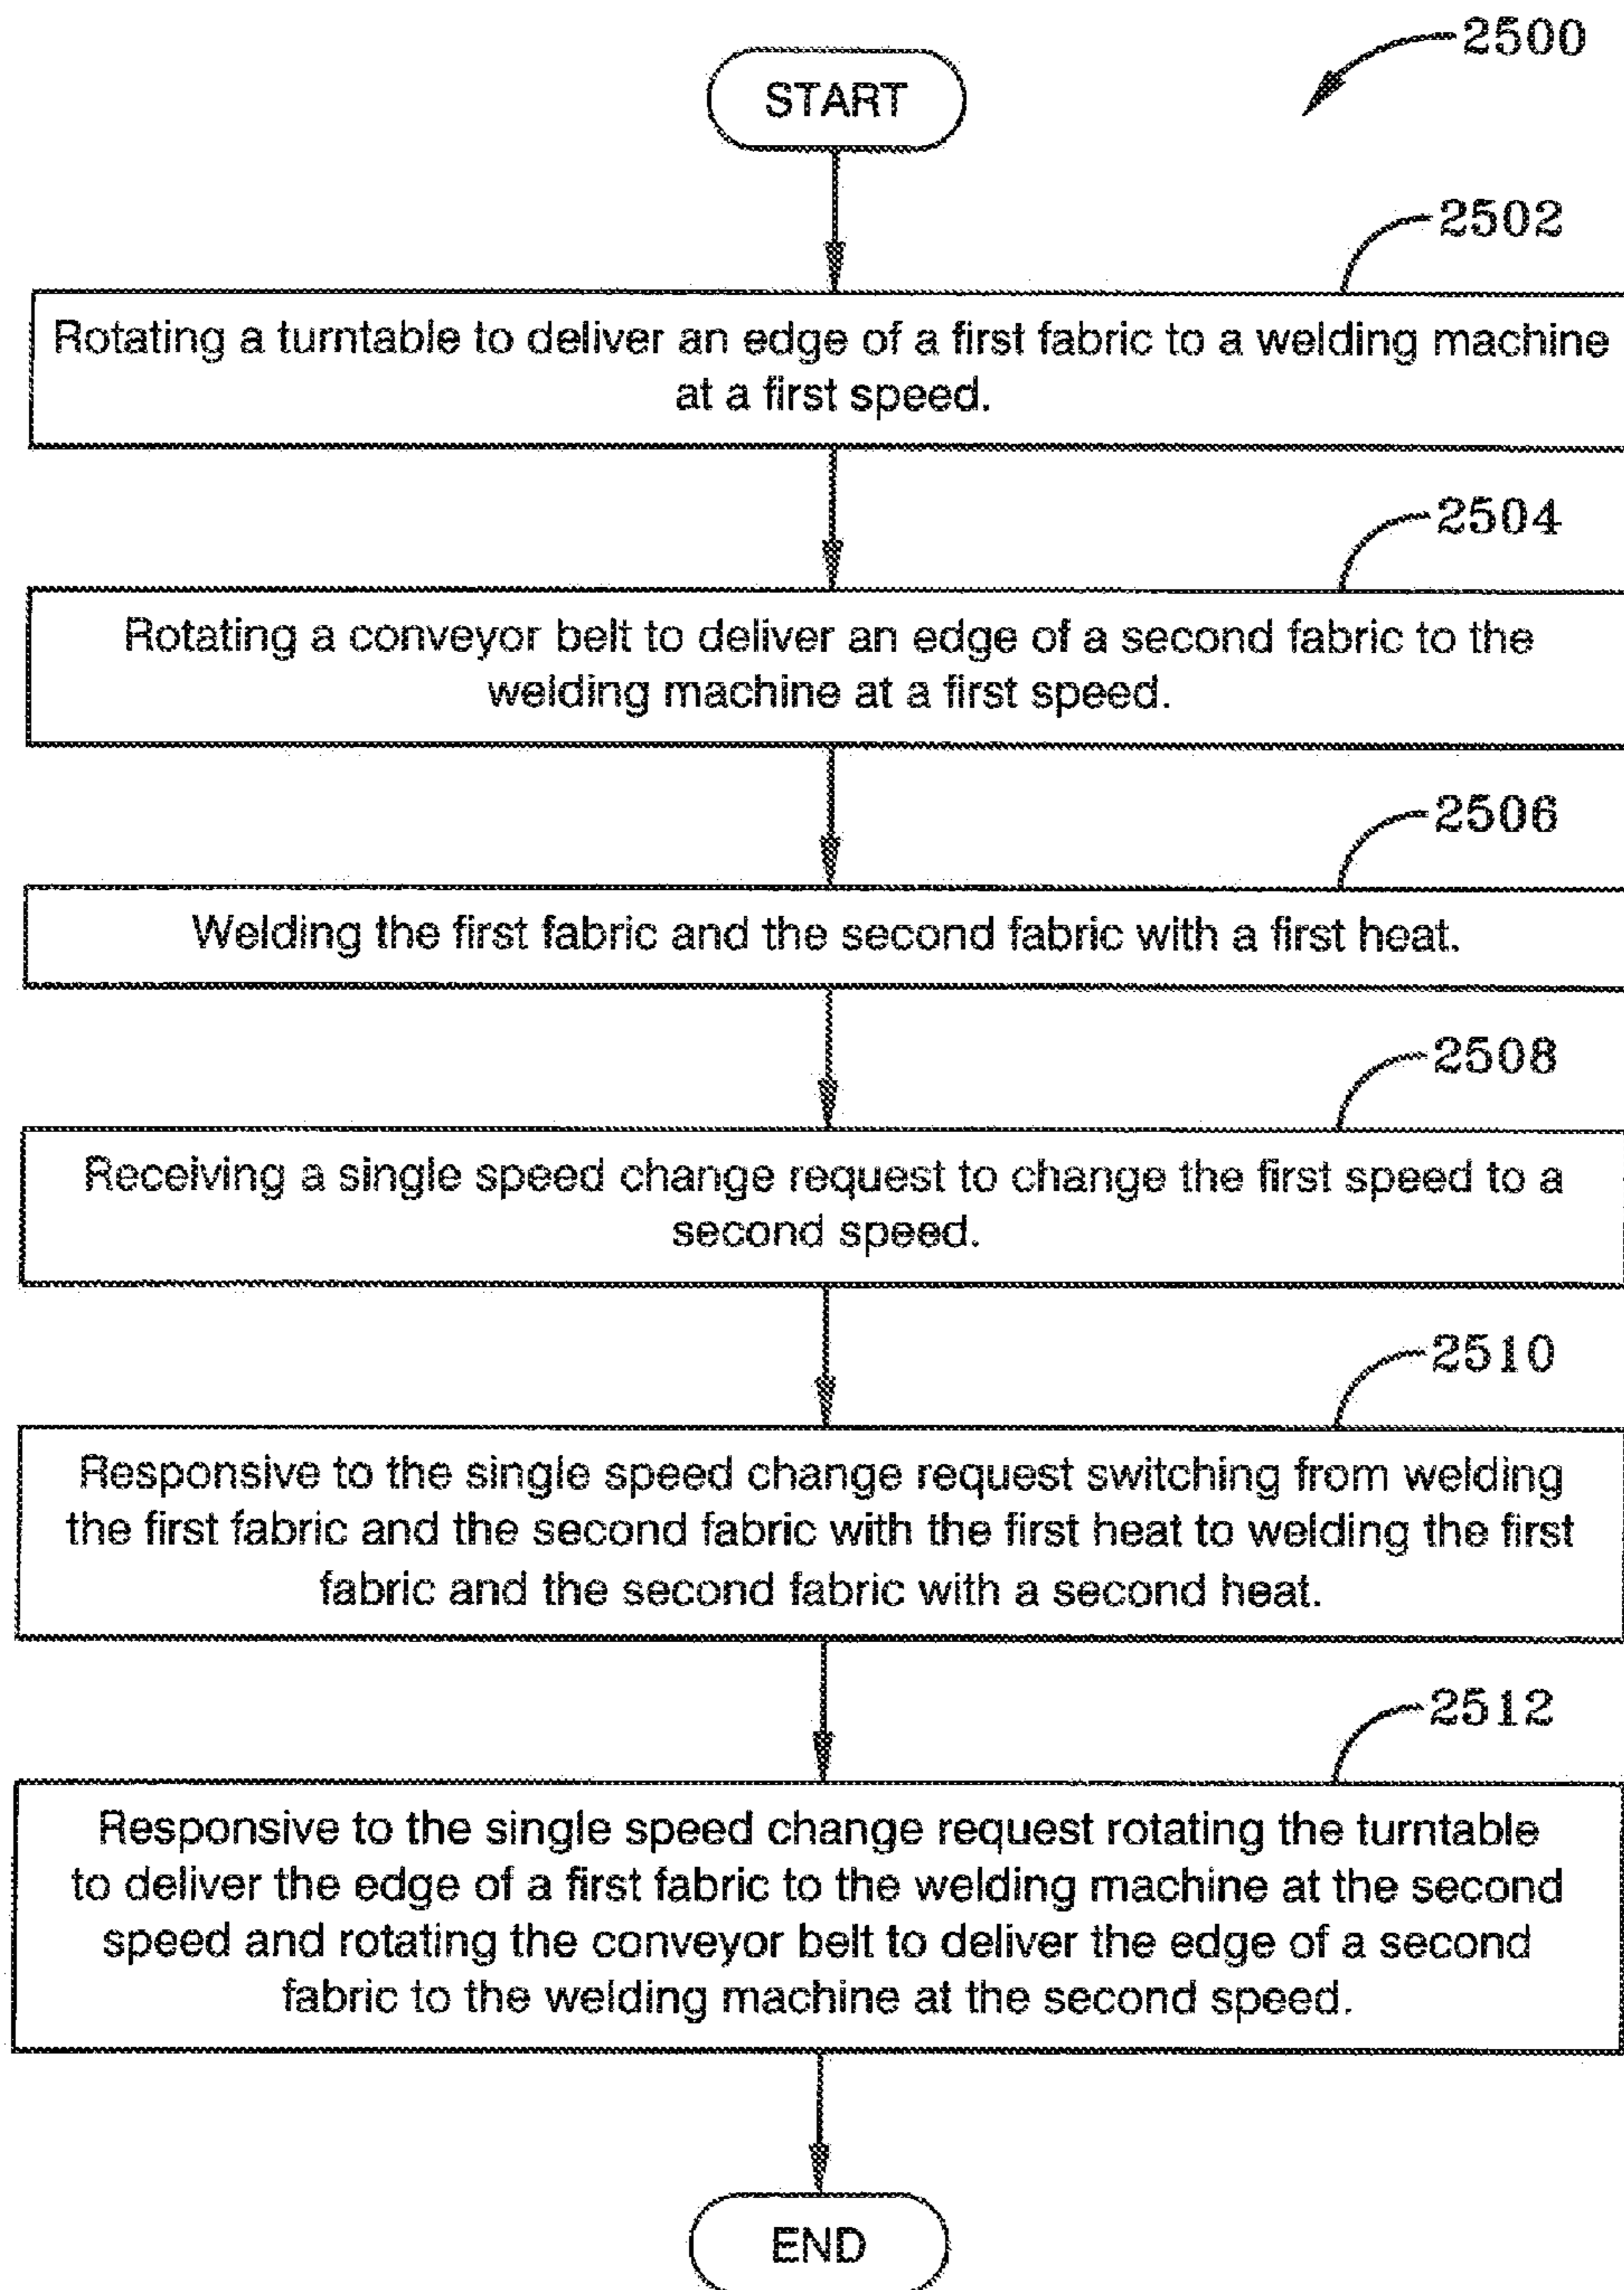 2500
START
2502
Rotating a turntable to deliver an edge of a first fabric to a welding machine
at a first speed.
2504
Rotating a conveyor belt to deliver an edge of a second fabric to the
welding machine at a first speed.
2506
Welding the first fabric and the second fabric with a first heat.
2508
Receiving a single speed change request to change the first speed to a
second speed.
2510
Responsive to the single speed change request switching from welding
the first fabric and the second fabric with the first heat to welding the first
fabric and the second fabric with a second heat.
2512
Responsive to the single speed change request rotating the turntable
to deliver the edge of a first fabric to the welding machine at the second
speed and rotating the conveyor belt to deliver the edge of a second
fabric to the welding machine at the second speed.
END